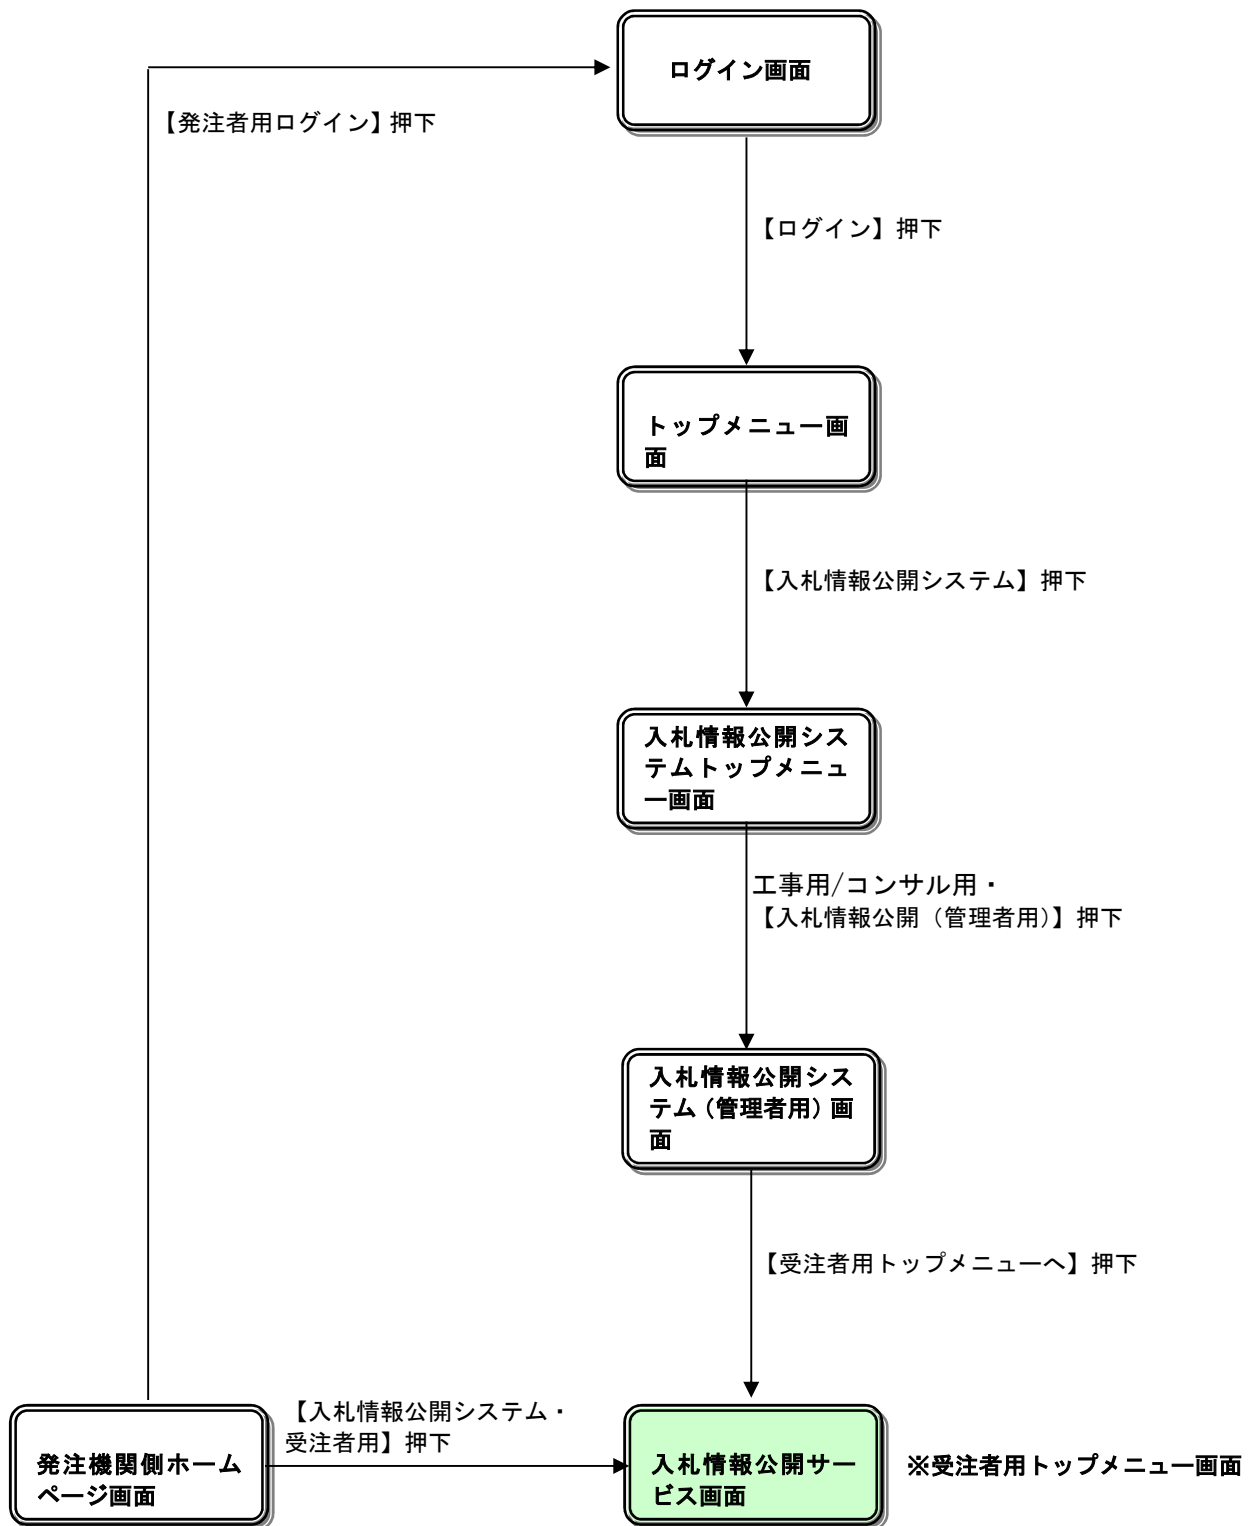 ログイン画面
【発注者用ログイン】押下
【ログイン】押下
トップメニュー画
面
【入札情報公開システム】押下
入札情報公開シス
テムトップメニュ
ー画面
工事用/コンサル用・
【入札情報公開（管理者用）】押下
入札情報公開シス
テム（管理者用）画
面
【受注者用トップメニューへ】押下
【入札情報公開システム・
受注者用】押下
発注機関側ホーム
ページ画面
入札情報公開サー
ビス画面
※受注者用トップメニュー画面